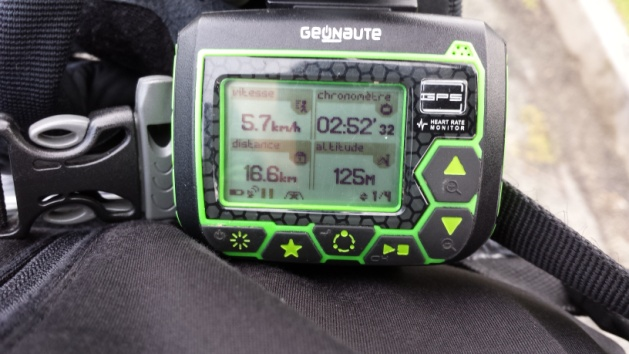 GEONAUTE
vitesse
chronomètre
5.7km/h
02:52'32
distance
altitude
16.6km
125M
1/4
GPS
HEART RATE
MONITOR